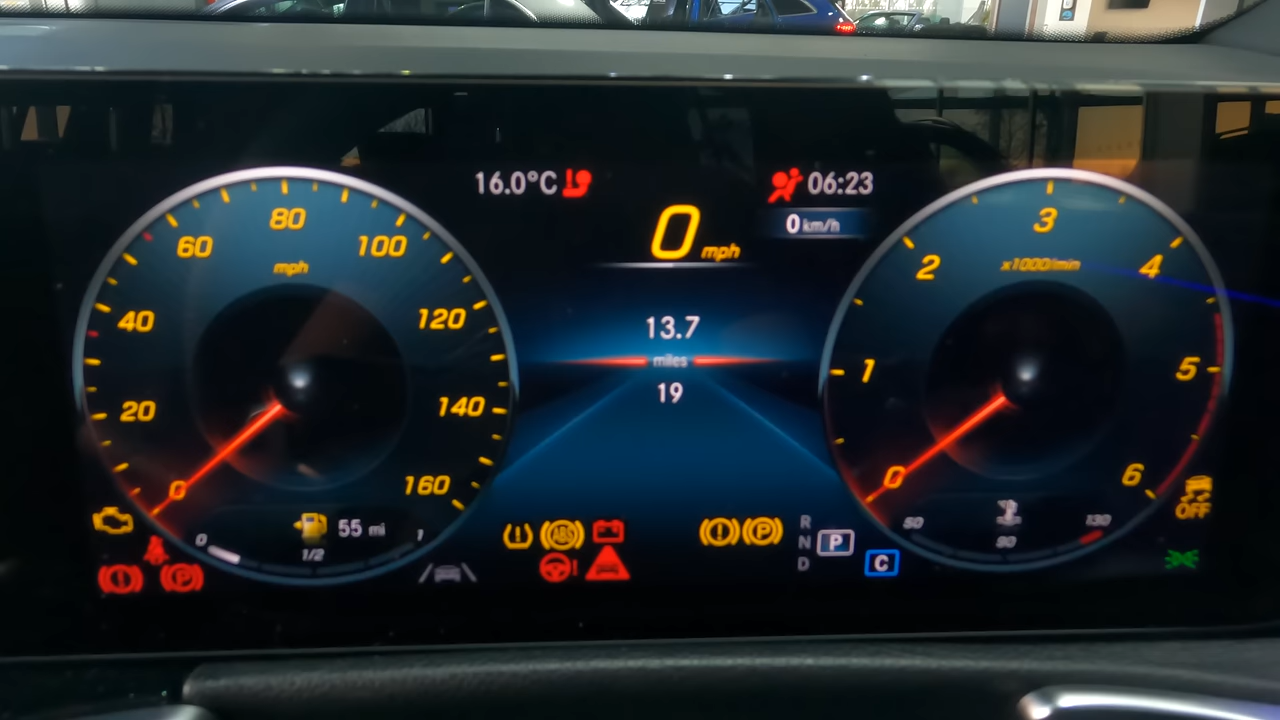 16.0°C
06:23
0 mph
0 km/h
13.7
miles
19
0
20
40
60
80
100
120
140
160
mph
0
1
2
3
4
5
6
x1000/min
0
1/2
1
55 mi
ABS
P
P
R
N
D
P
C
50
90
130
OFF